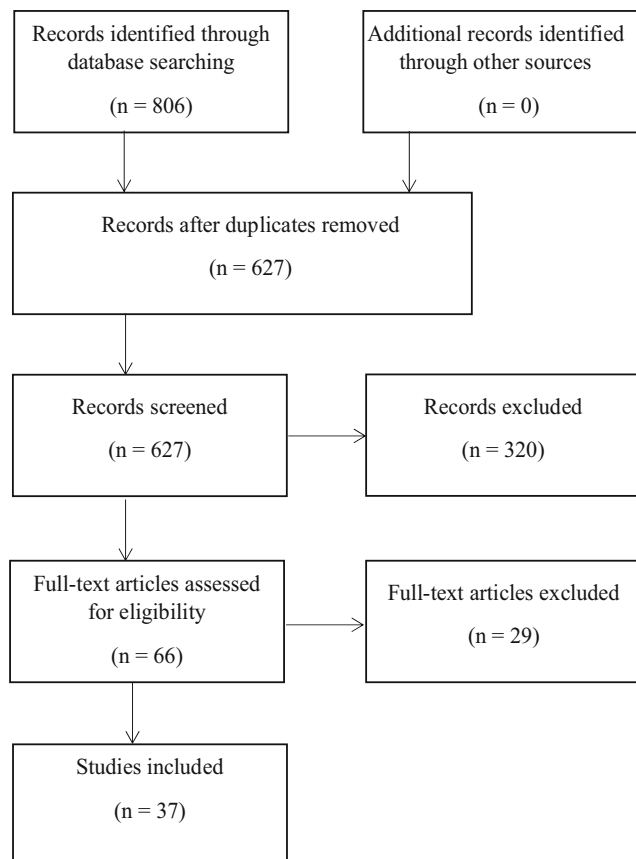 Records identified through
database searching
(n = 806)
Additional records identified
through other sources
(n = 0)
Records after duplicates removed
(n = 627)
Records screened
(n = 627)
Records excluded
(n = 320)
Full-text articles assessed
for eligibility
(n = 66)
Full-text articles excluded
(n = 29)
Studies included
(n = 37)